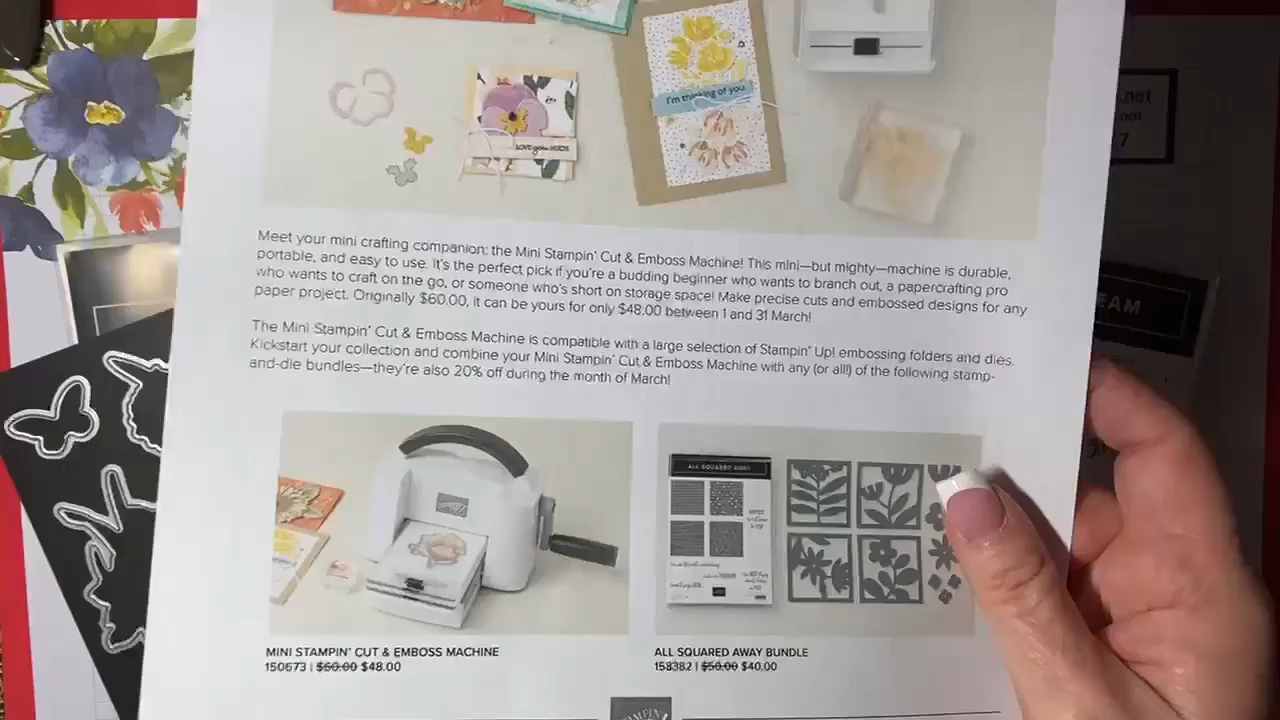 .net
om
7
I'm thinking of you
LOVE you MUCH
Meet your mini crafting companion: the Mini Stampin' Cut & Emboss Machine! This mini—but mighty—machine is durable,
portable, and easy to use. It's the perfect pick if you're a budding beginner who wants to branch out, a papercrafting pro
who wants to craft on the go, or someone who's short on storage space! Make precise cuts and embossed designs for any
paper project. Originally $60.00, it can be yours for only $48.00 between 1 and 31 March!
EAM
The Mini Stampin' Cut & Emboss Machine is compatible with a large selection of Stampin' Up! embossing folders and dies.
Kickstart your collection and combine your Mini Stampin' Cut & Emboss Machine with any (or all!) of the following stamp-
and-die bundles—they're also 20% off during the month of March!
ALL SQUARED AWAY
MINI STAMPIN' CUT & EMBOSS MACHINE
150673 | $60.00 $48.00
ALL SQUARED AWAY BUNDLE
158382 | $50.00 $40.00
STAMPIN'